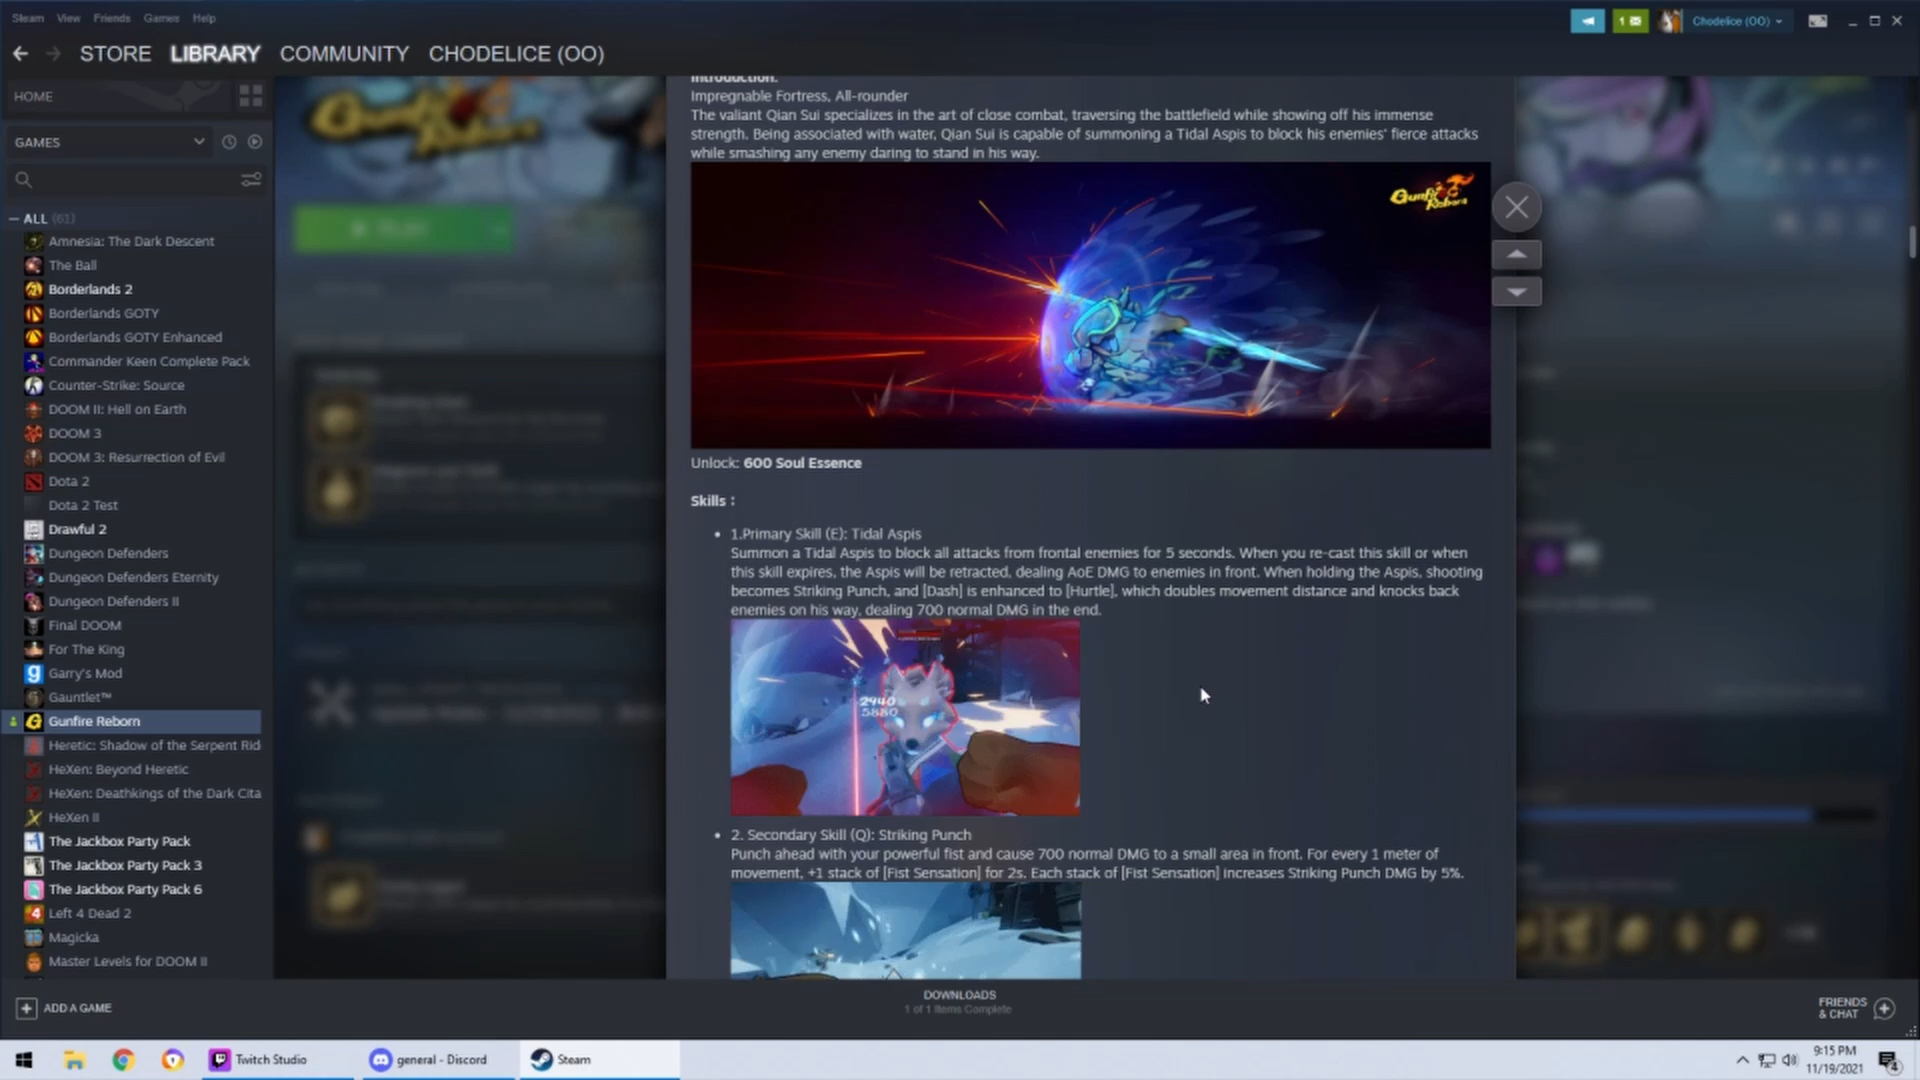 Steam View Friends Games Help
1
Chodelice (OO)
STORE LIBRARY COMMUNITY CHODELICE (OO)
HOME
GAMES
ALL (61)
Amnesia: The Dark Descent
The Ball
Borderlands 2
Borderlands GOTY
Borderlands GOTY Enhanced
Commander Keen Complete Pack
Counter-Strike: Source
DOOM II: Hell on Earth
DOOM 3
DOOM 3: Resurrection of Evil
Dota 2
Dota 2 Test
Drawful 2
Dungeon Defenders
Dungeon Defenders Eternity
Dungeon Defenders II
Final DOOM
For The King
Garry's Mod
Gauntlet™
Gunfire Reborn
Heretic: Shadow of the Serpent Rid
HeXen: Beyond Heretic
HeXen: Deathkings of the Dark Cita
HeXen II
The Jackbox Party Pack
The Jackbox Party Pack 3
The Jackbox Party Pack 6
Left 4 Dead 2
Magicka
Master Levels for DOOM II
ADD A GAME
Gunfire
Reborn
PLAY
Introduction:
Impregnable Fortress, All-rounder
The valiant Qian Sui specializes in the art of close combat, traversing the battlefield while showing off his immense
strength. Being associated with water, Qian Sui is capable of summoning a Tidal Aspis to block his enemies' fierce attacks
while smashing any enemy daring to stand in his way.
Gunfire
Reborn
Unlock: 600 Soul Essence
Skills :
• 1.Primary Skill (E): Tidal Aspis
Summon a Tidal Aspis to block all attacks from frontal enemies for 5 seconds. When you re-cast this skill or when
this skill expires, the Aspis will be retracted, dealing AoE DMG to enemies in front. When holding the Aspis, shooting
becomes Striking Punch, and [Dash] is enhanced to [Hurtle], which doubles movement distance and knocks back
enemies on his way, dealing 700 normal DMG in the end.
2940
5880
• 2. Secondary Skill (Q): Striking Punch
Punch ahead with your powerful fist and cause 700 normal DMG to a small area in front. For every 1 meter of
movement, +1 stack of [Fist Sensation] for 2s. Each stack of [Fist Sensation] increases Striking Punch DMG by 5%.
DOWNLOADS
1 of 1 Items Complete
FRIENDS
& CHAT
Twitch Studio
general - Discord
Steam
9:15 PM
11/19/2021
4